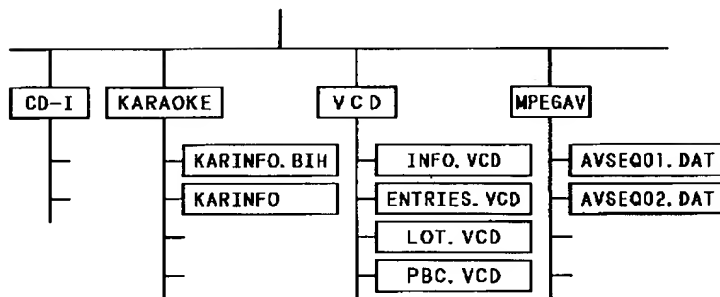 CD-I KARAOKE VCD MPEGAV
KARINFO.BIH INFO.VCD AVSEQ01.DAT
KARINFO ENTRIES.VCD AVSEQ02.DAT
LOT.VCD
PBC.VCD